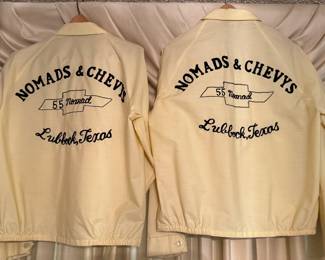 NOMADS & CHEVYS
55 Nomad
Lubbock, Texas
NOMADS & CHEVYS
55 Nomad
Lubbock, Texas